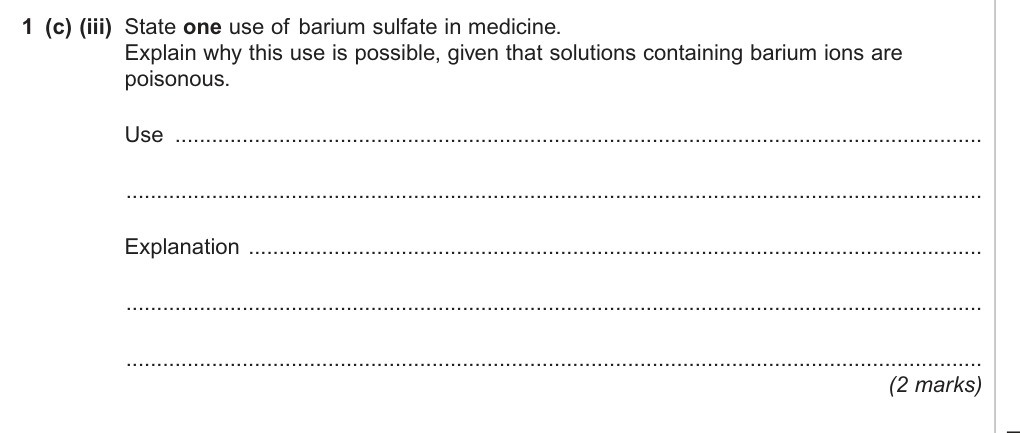 1 (c) (iii) State one use of barium sulfate in medicine.
Explain why this use is possible, given that solutions containing barium ions are
poisonous.
Use ..............................................................................................................................
..............................................................................................................................
Explanation ..............................................................................................................................
..............................................................................................................................
..............................................................................................................................
(2 marks)